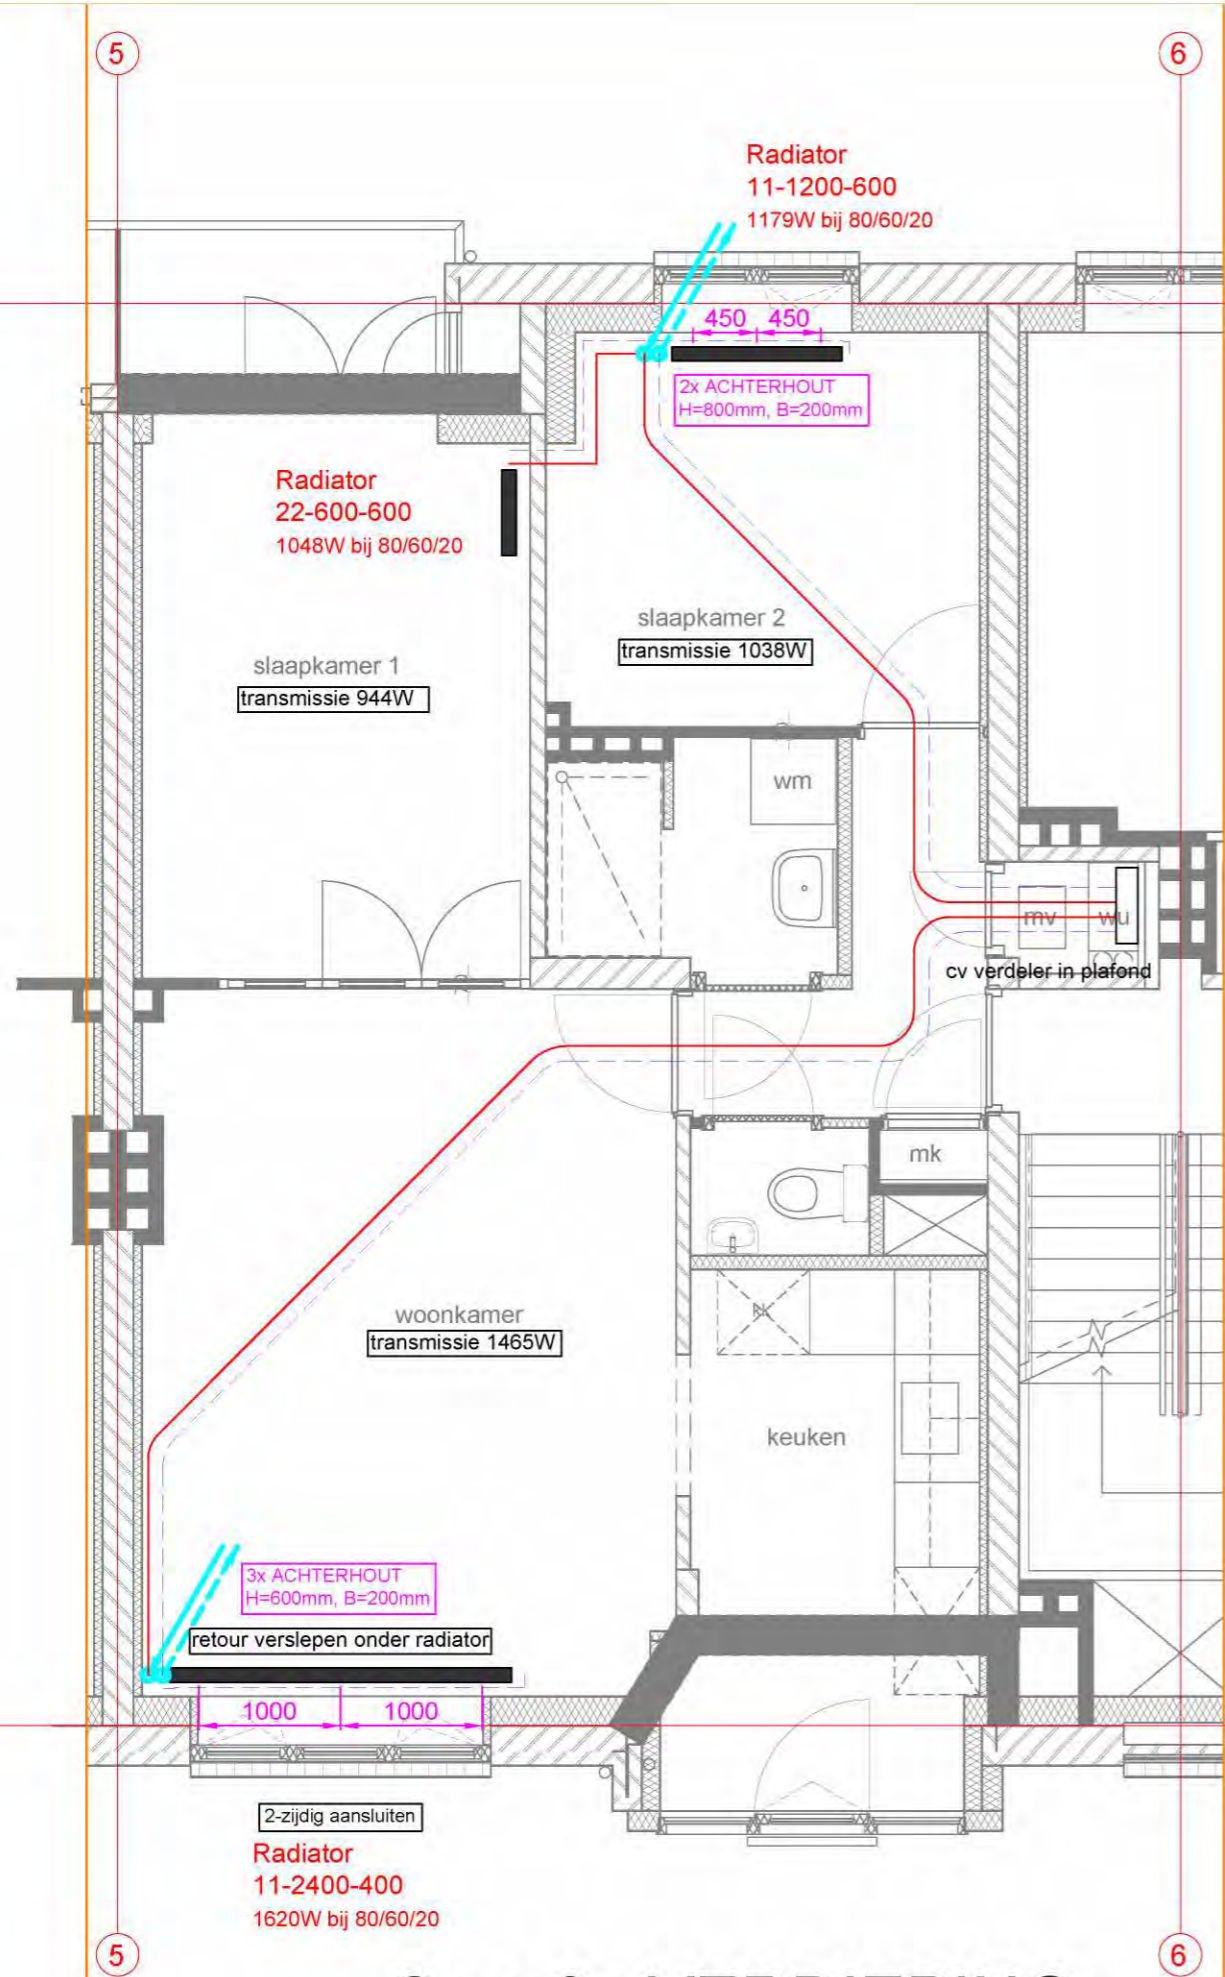 5
6
Radiator
11-1200-600
1179W bij 80/60/20
450 450
2x ACHTERHOUT
H=800mm, B=200mm
Radiator
22-600-600
1048W bij 80/60/20
slaapkamer 2
transmissie 1038W
slaapkamer 1
transmissie 944W
wm
mv
wu
cv verdeler in plafond
mk
woonkamer
transmissie 1465W
keuken
3x ACHTERHOUT
H=600mm, B=200mm
retour verslepen onder radiator
1000 1000
2-zijdig aansluiten
Radiator
11-2400-400
1620W bij 80/60/20
5
6